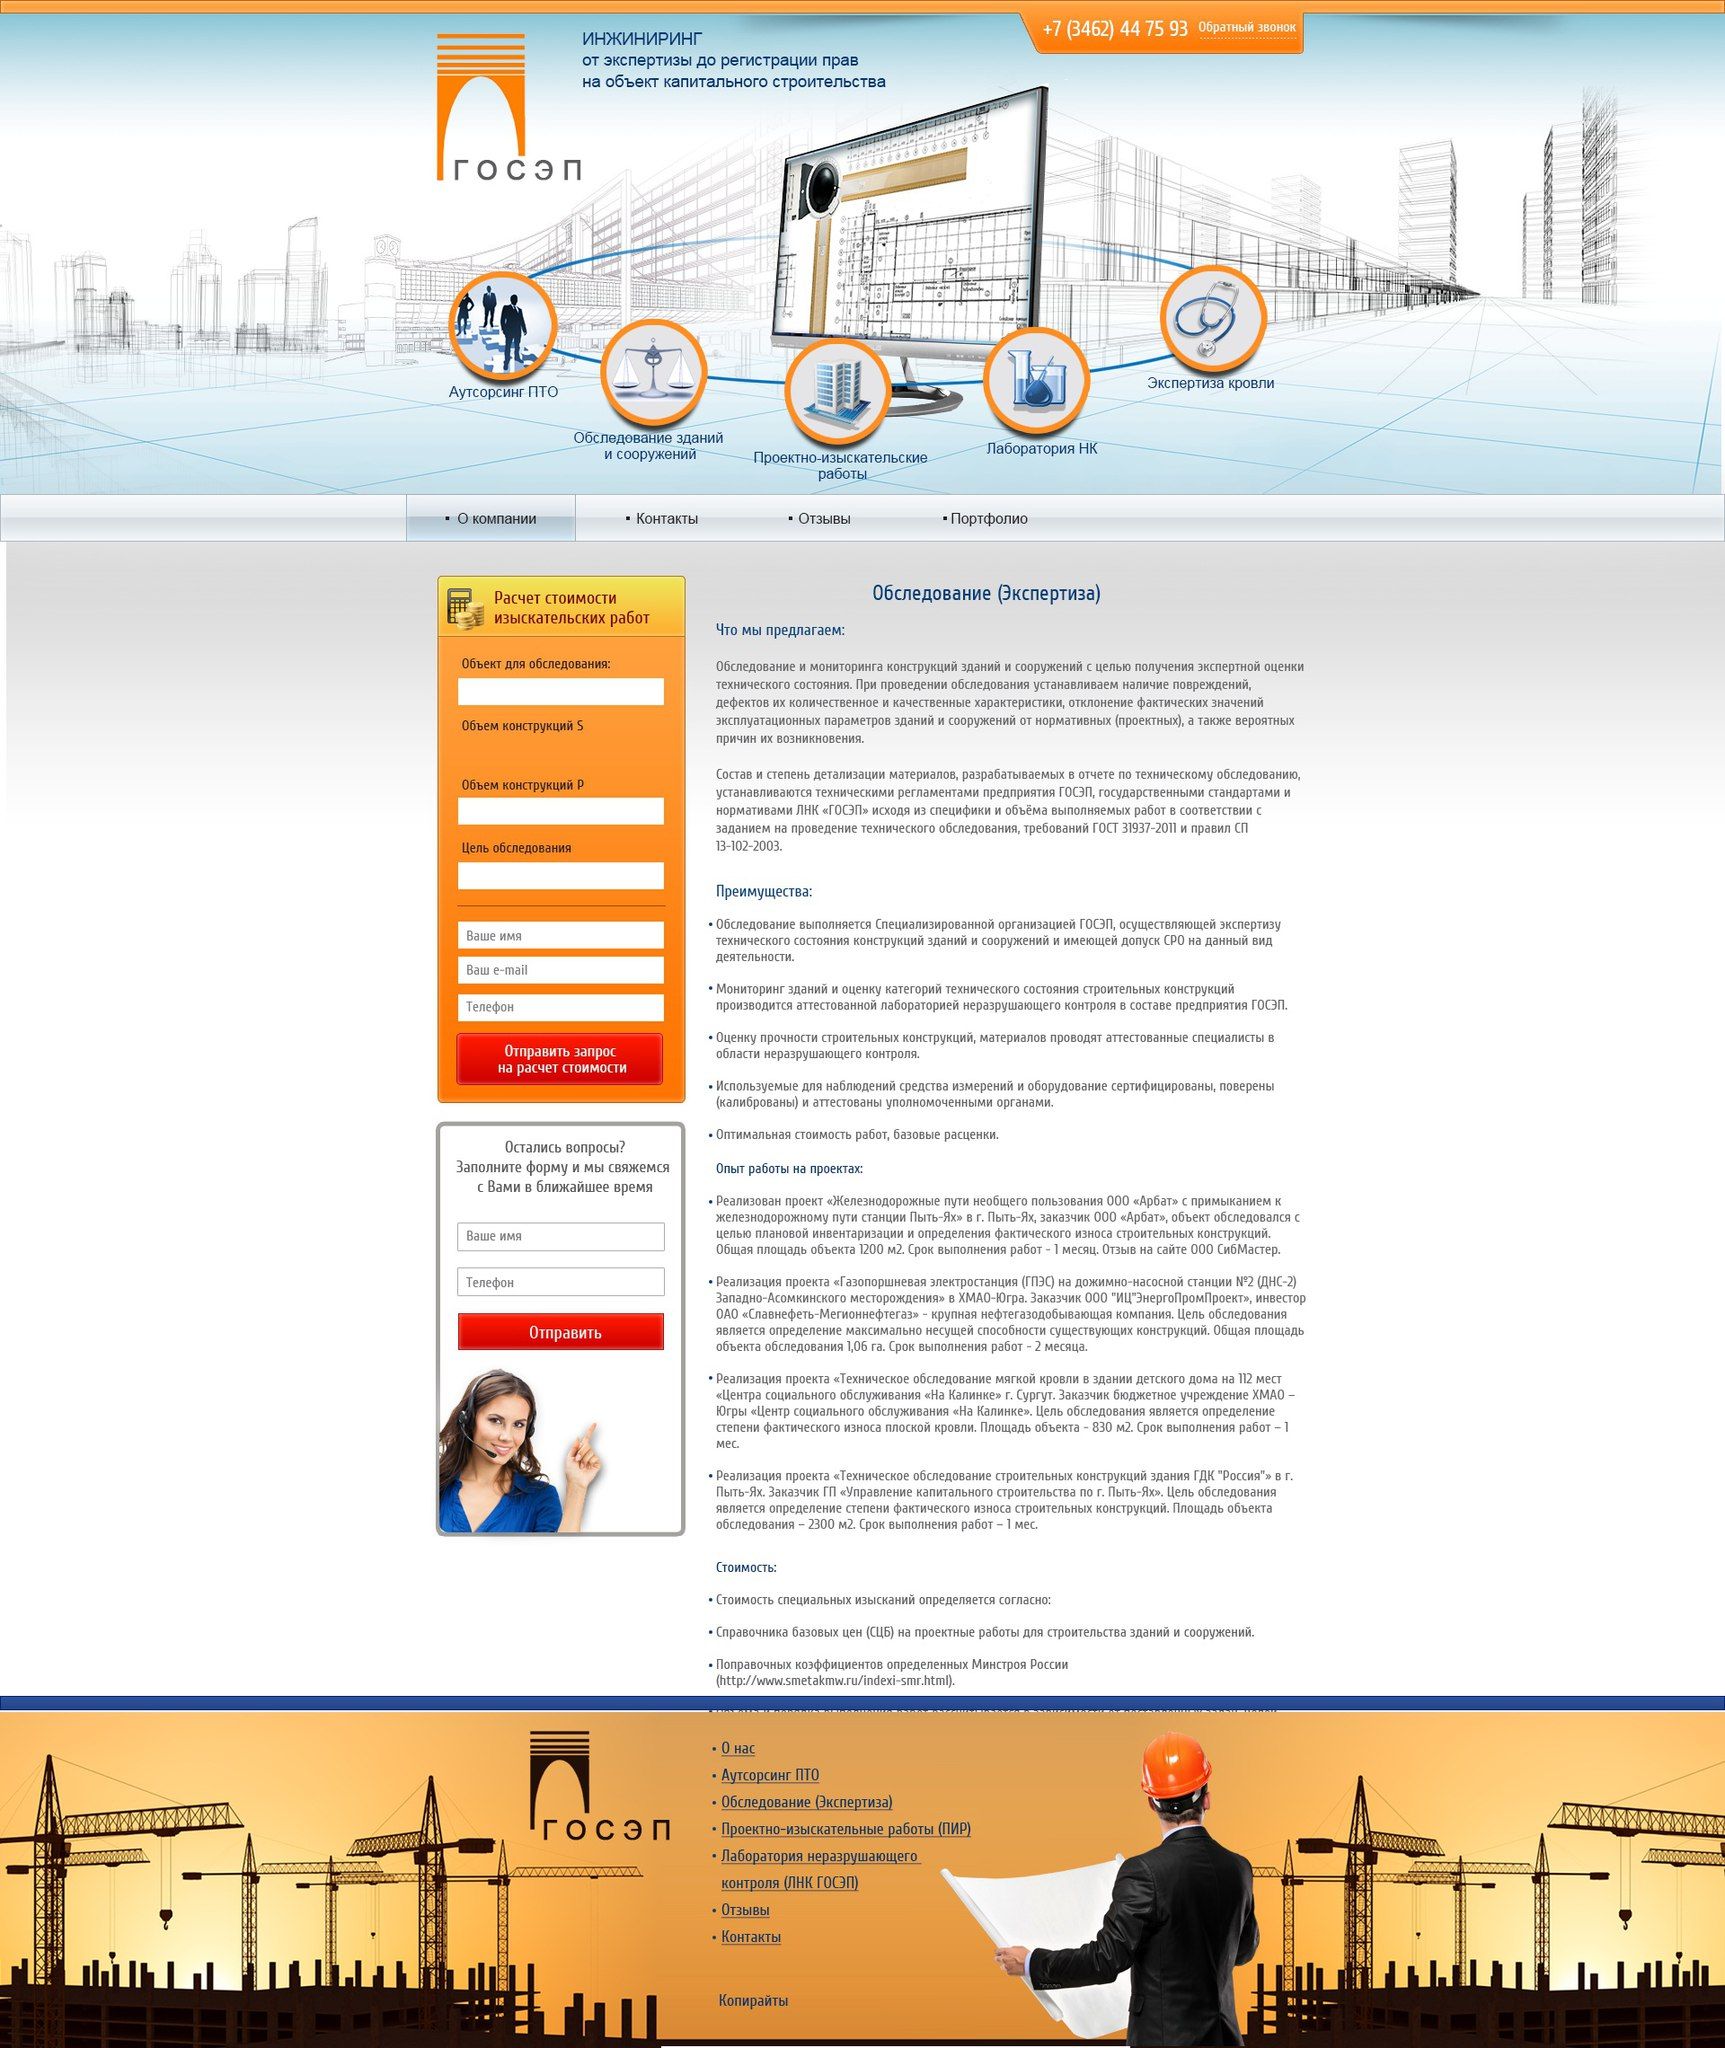 +7 (3462) 44 75 93
Обратный звонок
ИНЖИНИРИНГ
от экспертизы до регистрации прав
на объект капитального строительства
ГОСЭП
Аутсорсинг ПТО
Обследование зданий
и сооружений
Проектно-изыскательские
работы
Лаборатория НК
Экспертиза кровли
О компании
Контакты
Отзывы
Портфолио
Расчет стоимости
изыскательских работ
Объект для обследования:
Объем конструкций S
Объем конструкций P
Цель обследования
Ваше имя
Ваш e-mail
Телефон
Отправить запрос
на расчет стоимости
Остались вопросы?
Заполните форму и мы свяжемся
с Вами в ближайшее время
Ваше имя
Телефон
Отправить
Обследование (Экспертиза)
Что мы предлагаем:
Обследование и мониторинга конструкций зданий и сооружений с целью получения экспертной оценки
технического состояния. При проведении обследования устанавливаем наличие повреждений,
дефектов их количественное и качественные характеристики, отклонение фактических значений
эксплуатационных параметров зданий и сооружений от нормативных (проектных), а также вероятных
причин их возникновения.
Состав и степень детализации материалов, разрабатываемых в отчете по техническому обследованию,
устанавливаются техническими регламентами предприятия ГОСЭП, государственными стандартами и
нормативами ЛНК «ГОСЭП» исходя из специфики и объёма выполняемых работ в соответствии с
заданием на проведение технического обследования, требований ГОСТ 31937-2011 и правил СП
13-102-2003.
Преимущества:
Обследование выполняется Специализированной организацией ГОСЭП, осуществляющей экспертизу
технического состояния конструкций зданий и сооружений и имеющей допуск СРО на данный вид
деятельности.
Мониторинг зданий и оценку категорий технического состояния строительных конструкций
производится аттестованной лабораторией неразрушающего контроля в составе предприятия ГОСЭП.
Оценку прочности строительных конструкций, материалов проводят аттестованные специалисты в
области неразрушающего контроля.
Используемые для наблюдений средства измерений и оборудование сертифицированы, поверены
(калиброваны) и аттестованы уполномоченными органами.
Оптимальная стоимость работ, базовые расценки.
Опыт работы на проектах:
Реализован проект «Железнодорожные пути необщего пользования ООО «Арбат» с примыканием к
железнодорожному пути станции Пыть-Ях» в г. Пыть-Ях, заказчик ООО «Арбат», объект обследовался с
целью плановой инвентаризации и определения фактического износа строительных конструкций.
Общая площадь объекта 1200 м2. Срок выполнения работ - 1 месяц. Отзыв на сайте ООО СибМастер.
Реализация проекта «Газопоршневая электростанция (ГПЭС) на дожимно-насосной станции №2 (ДНС-2)
Западно-Асомкинского месторождения» в ХМАО-Югра. Заказчик ООО "ИЦ"ЭнергоПромПроект», инвестор
ОАО «Славнефеть-Мегионнефтегаз» - крупная нефтегазодобывающая компания. Цель обследования
является определение максимально несущей способности существующих конструкций. Общая площадь
объекта обследования 1,06 га. Срок выполнения работ - 2 месяца.
Реализация проекта «Техническое обследование мягкой кровли в здании детского дома на 112 мест
«Центра социального обслуживания «На Калинке» г. Сургут. Заказчик бюджетное учреждение ХМАО –
Югры «Центр социального обслуживания «На Калинке». Цель обследования является определение
степени фактического износа плоской кровли. Площадь объекта - 830 м2. Срок выполнения работ – 1
мес.
Реализация проекта «Техническое обследование строительных конструкций здания ГДК "Россия"» в г.
Пыть-Ях. Заказчик ГП «Управление капитального строительства по г. Пыть-Ях». Цель обследования
является определение степени фактического износа строительных конструкций. Площадь объекта
обследования – 2300 м2. Срок выполнения работ – 1 мес.
Стоимость:
Стоимость специальных изысканий определяется согласно:
Справочника базовых цен (СЦБ) на проектные работы для строительства зданий и сооружений.
Поправочных коэффициентов определенных Минстроя России
(http://www.smetakmw.ru/indexi-smr.html).
ГОСЭП
О нас
Аутсорсинг ПТО
Обследование (Экспертиза)
Проектно-изыскательные работы (ПИР)
Лаборатория неразрушающего
контроля (ЛНК ГОСЭП)
Отзывы
Контакты
Копирайты